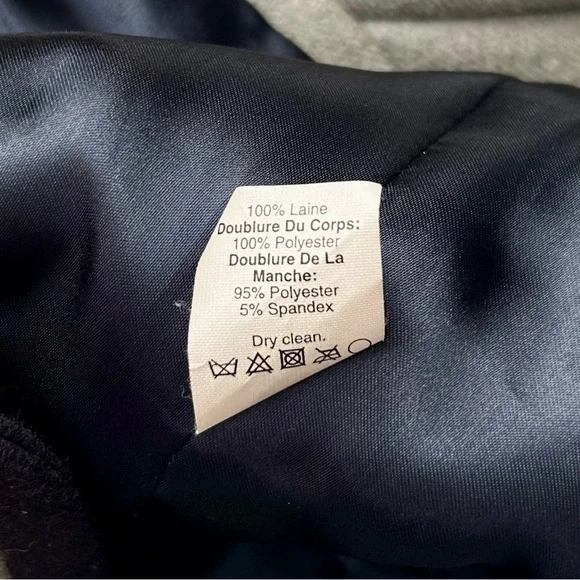 100% Laine
Doublure Du Corps:
100% Polyester
Doublure De La
Manche:
95% Polyester
5% Spandex
Dry clean.